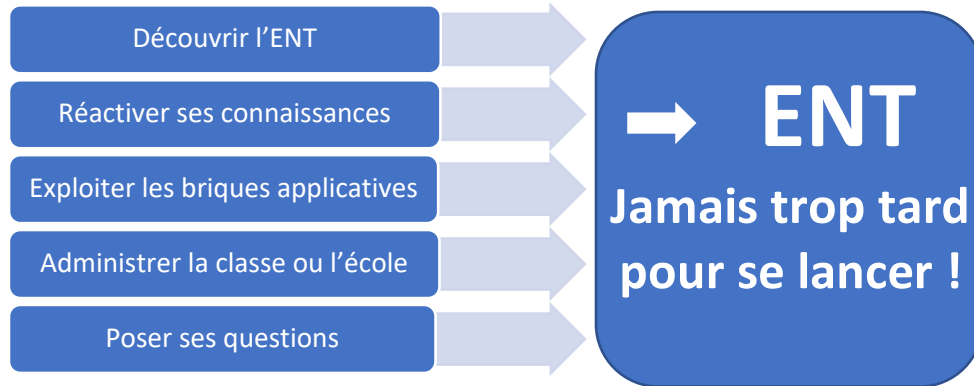 Découvrir l’ENT
Réactiver ses connaissances
Exploiter les briques applicatives
Administrer la classe ou l’école
Poser ses questions
ENT
Jamais trop tard
pour se lancer !